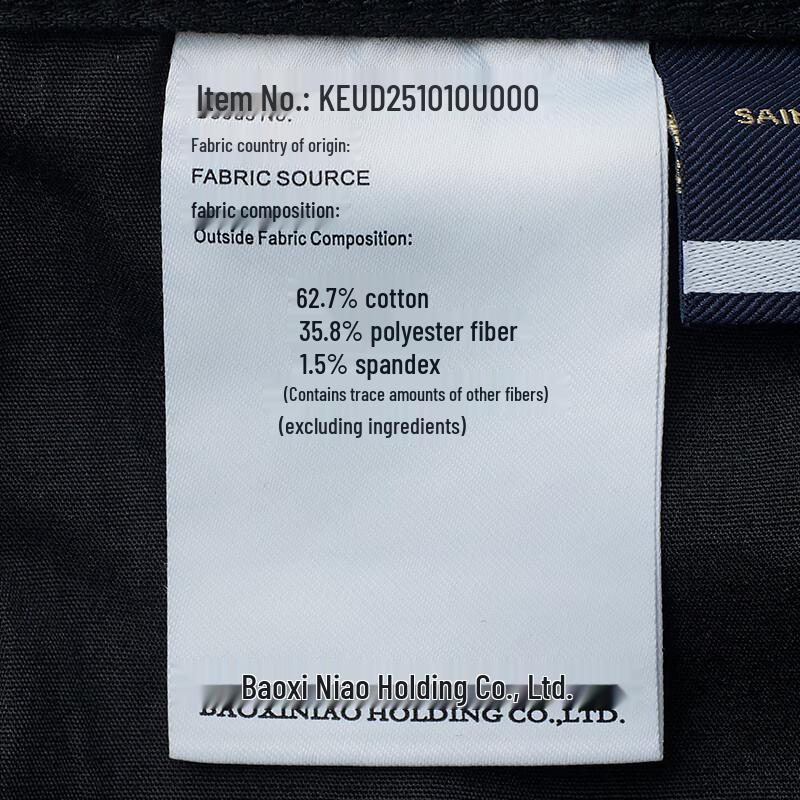 Item No.: KEUD251010U000
Fabric country of origin:
FABRIC SOURCE
fabric composition:
Outside Fabric Composition:
62.7% cotton
35.8% polyester fiber
1.5% spandex
(Contains trace amounts of other fibers)
(excluding ingredients)
Baoxi Niao Holding Co., Ltd.
BAOXINIAO HOLDING CO.,LTD.